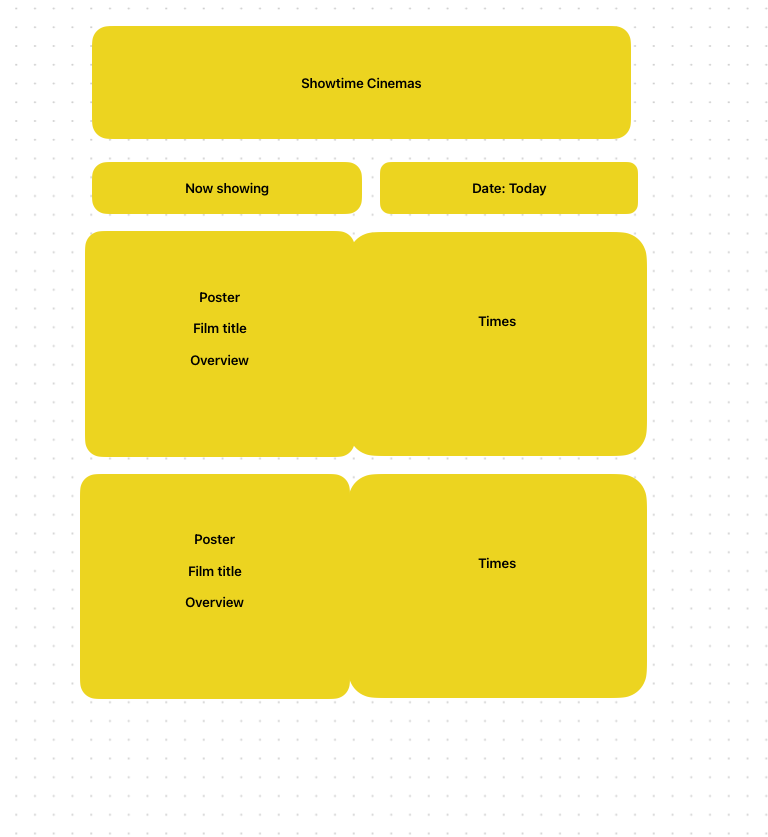 Showtime Cinemas
Now showing
Date: Today
Poster
Film title
Overview
Times
Poster
Film title
Overview
Times